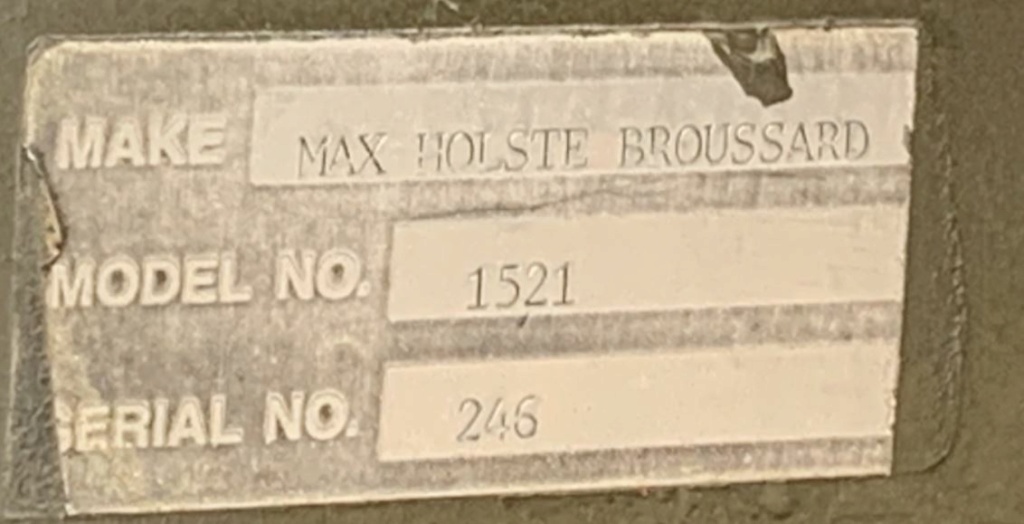 MAKE MAX HOLSTE BROUSSARD
MODEL NO. 1521
SERIAL NO. 246